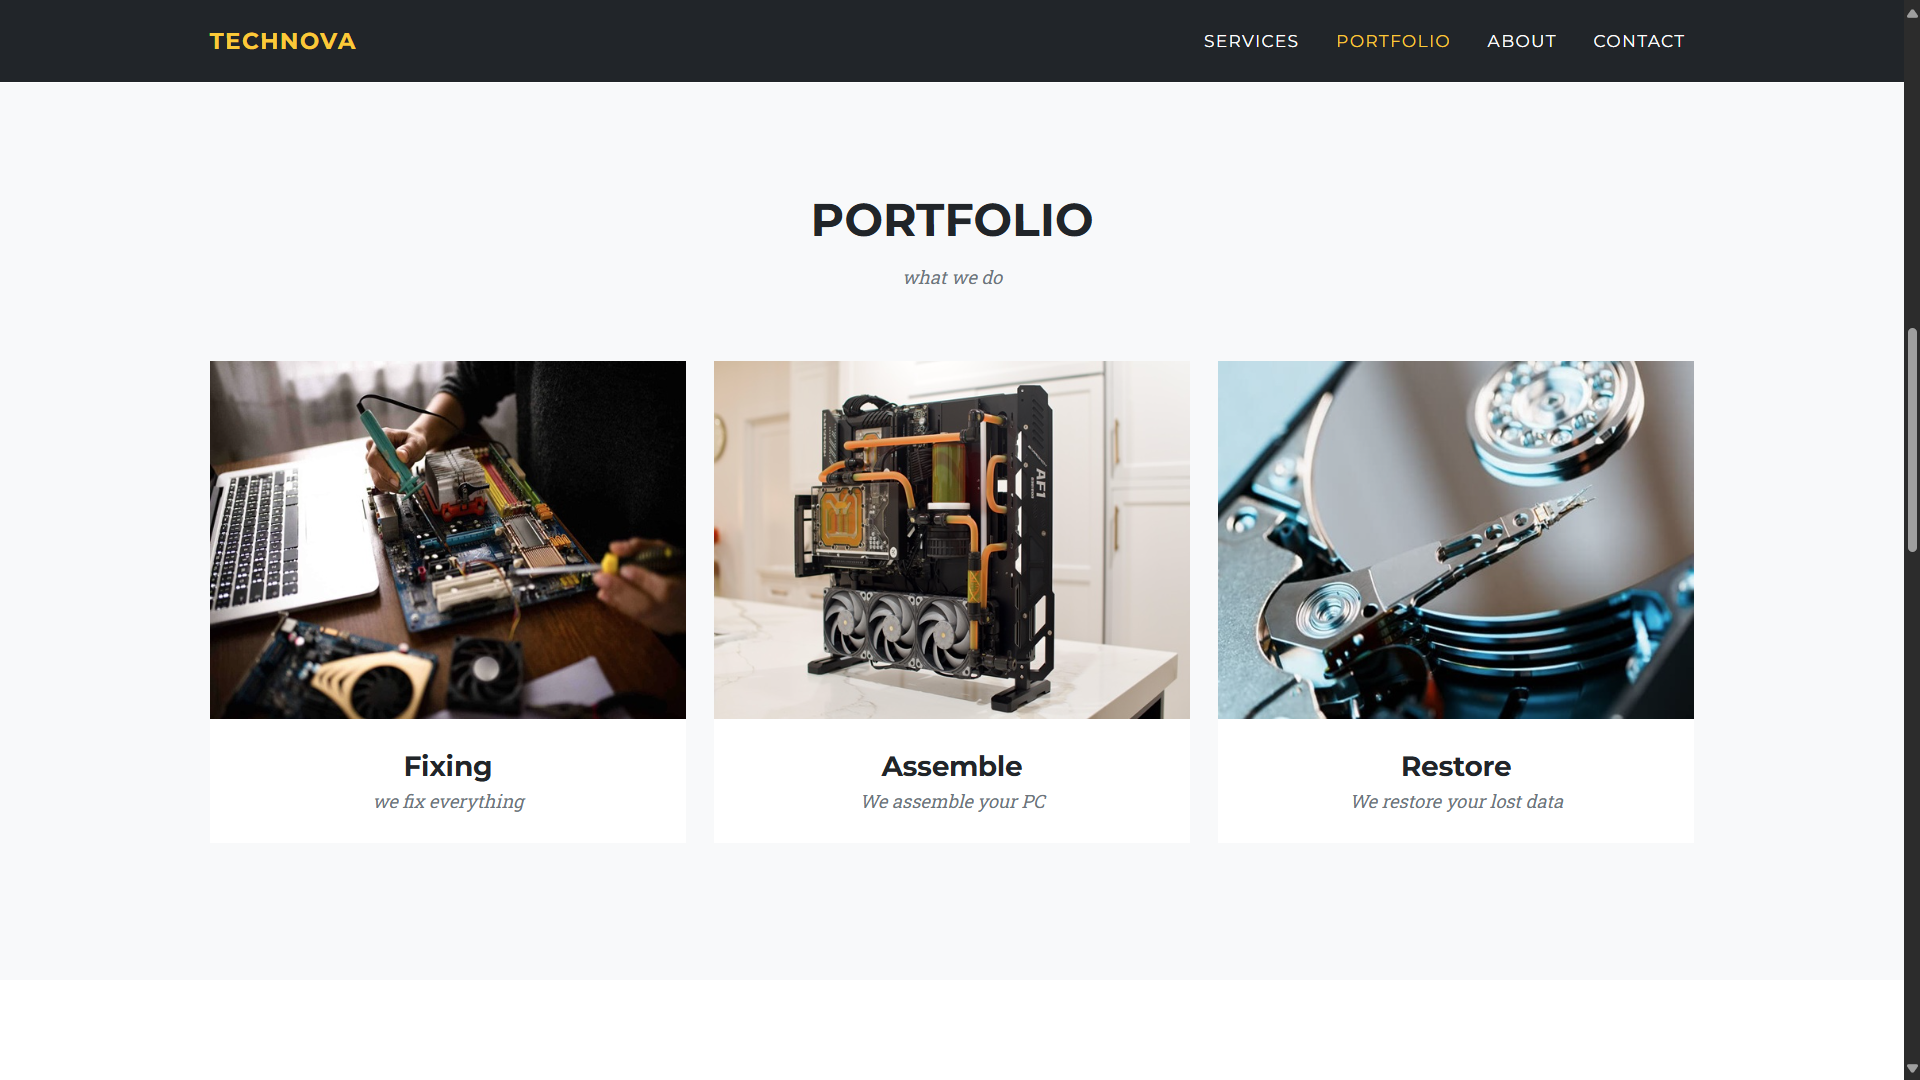 TECHNOVA
SERVICES PORTFOLIO ABOUT CONTACT
PORTFOLIO
what we do
AF1
Fixing
we fix everything
Assemble
We assemble your PC
Restore
We restore your lost data